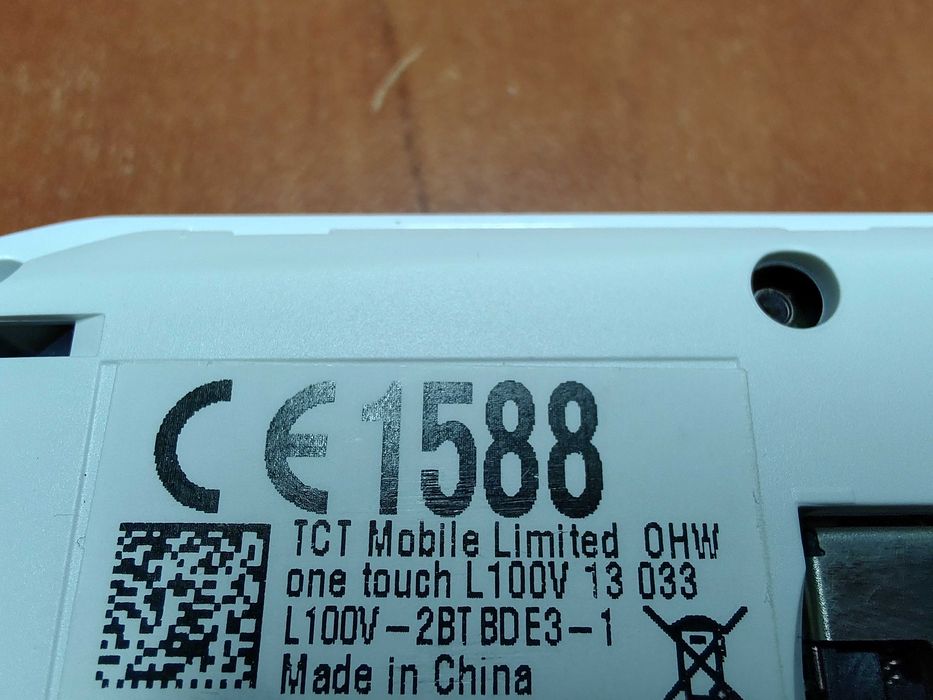 CE1588
TCT Mobile Limited OHW
one touch L100V 13 033
L100V-2BTBDE3-1
Made in China